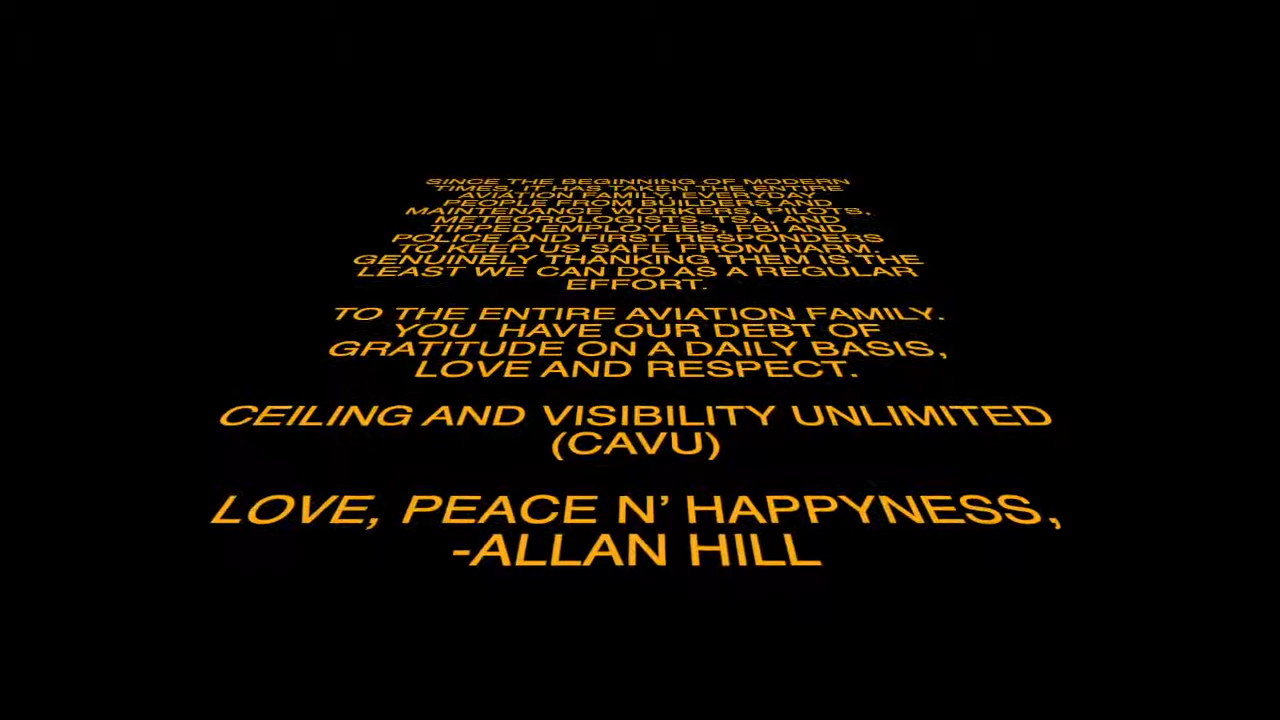 SINCE THE BEGINNING OF MODERN
TIMES, IT HAS TAKEN THE ENTIRE
AVIATION FAMILY, EVERYDAY
PEOPLE FROM BUILDERS AND
MAINTENANCE WORKERS, PILOTS,
METEOROLOGISTS, TSA, AND
TIPPED EMPLOYEES, FBI AND
POLICE AND FIRST RESPONDERS
TO KEEP US SAFE FROM HARM.
GENUINELY THANKING THEM IS THE
LEAST WE CAN DO AS A REGULAR
EFFORT.
TO THE ENTIRE AVIATION FAMILY.
YOU  HAVE OUR DEBT OF
GRATITUDE ON A DAILY BASIS,
LOVE AND RESPECT.
CEILING AND VISIBILITY UNLIMITED
(CAVU)
LOVE, PEACE N’ HAPPYNESS,
-ALLAN HILL